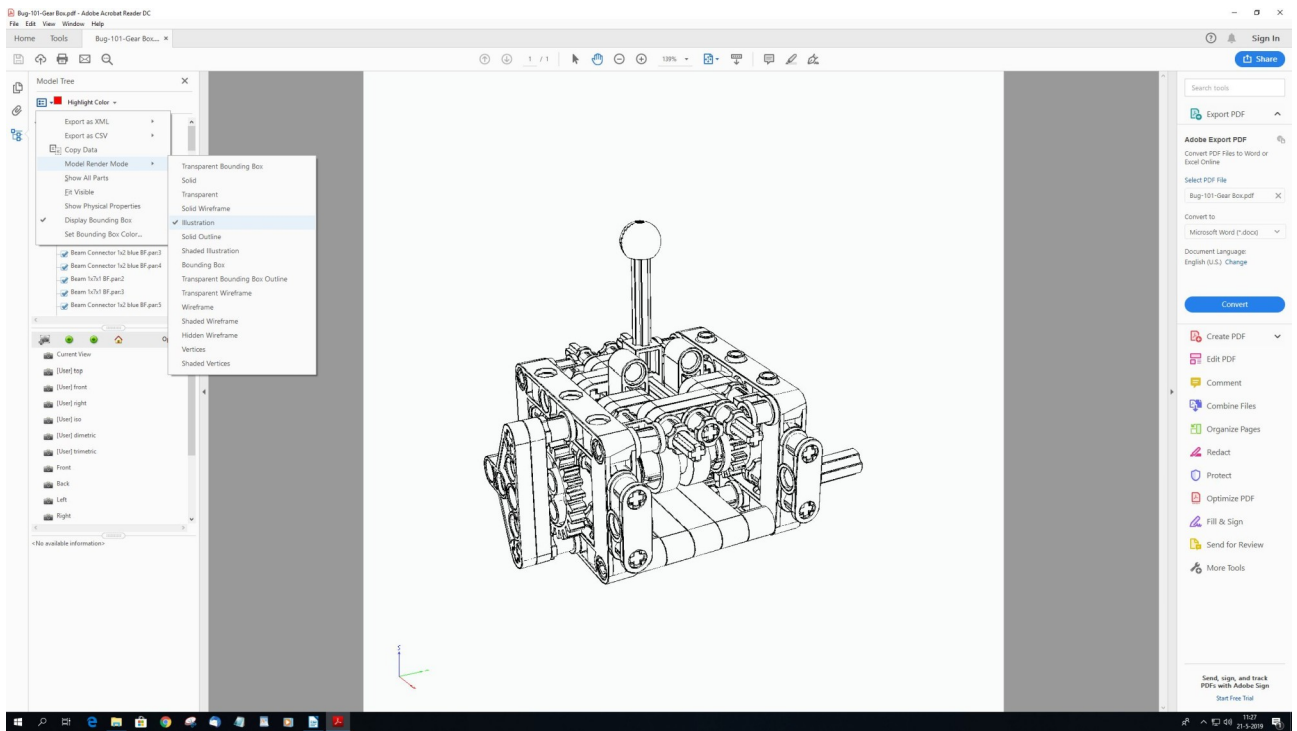 Bug-101-Gear Box.pdf - Adobe Acrobat Reader DC
File Edit View Window Help
Home Tools Bug-101-Gear Box... ×
Sign In
1 / 1
139%
Share
Model Tree
Highlight Color
Export as XML
Export as CSV
Copy Data
Model Render Mode
Show All Parts
Fit Visible
Show Physical Properties
Display Bounding Box
Set Bounding Box Color...
Transparent Bounding Box
Solid
Transparent
Solid Wireframe
Illustration
Solid Outline
Shaded Illustration
Bounding Box
Transparent Bounding Box Outline
Transparent Wireframe
Wireframe
Shaded Wireframe
Hidden Wireframe
Vertices
Shaded Vertices
Beam Connector 1x2 blue BF.par:3
Beam Connector 1x2 blue BF.par:4
Beam 1x7x1 BF.par:2
Beam 1x7x1 BF.par:3
Beam Connector 1x2 blue BF.par:5
Current View
[User] top
[User] front
[User] right
[User] iso
[User] dimetric
[User] trimetric
Front
Back
Left
Right
<No available information>
Search tools
Export PDF
Adobe Export PDF
Convert PDF Files to Word or
Excel Online
Select PDF File
Bug-101-Gear Box.pdf
Convert to
Microsoft Word (*.docx)
Document Language:
English (U.S.) Change
Convert
Create PDF
Edit PDF
Comment
Combine Files
Organize Pages
Redact
Protect
Optimize PDF
Fill & Sign
Send for Review
More Tools
Send, sign, and track
PDFs with Adobe Sign
Start Free Trial
11:27
21-5-2019